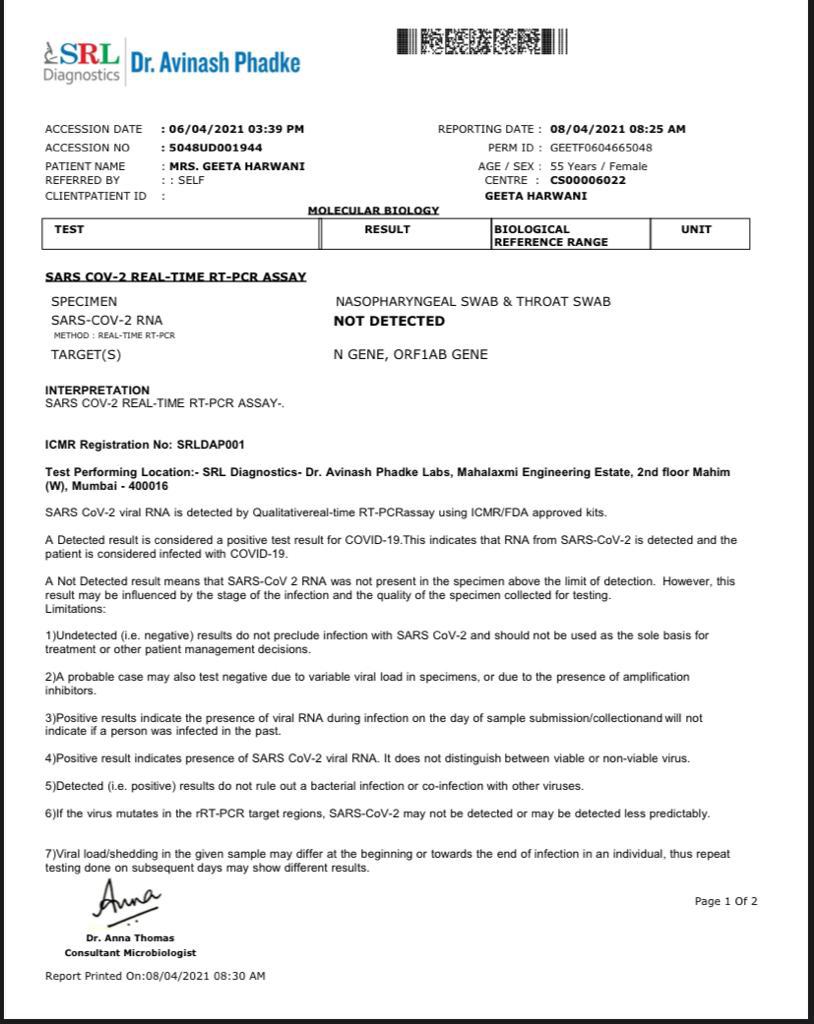 SRL
Diagnostics
Dr. Avinash Phadke
ACCESSION DATE : 06/04/2021 03:39 PM REPORTING DATE : 08/04/2021 08:25 AM
ACCESSION NO : 5048UD001944 PERM ID : GEETF0604665048
PATIENT NAME : MRS. GEETA HARWANI AGE / SEX : 55 Years / Female
REFERRED BY : : SELF CENTRE : CS00006022
CLIENTPATIENT ID : GEETA HARWANI
MOLECULAR BIOLOGY
TEST RESULT BIOLOGICAL UNIT
REFERENCE RANGE
SARS COV-2 REAL-TIME RT-PCR ASSAY
SPECIMEN NASOPHARYNGEAL SWAB & THROAT SWAB
SARS-COV-2 RNA NOT DETECTED
METHOD : REAL-TIME RT-PCR
TARGET(S) N GENE, ORF1AB GENE
INTERPRETATION
SARS COV-2 REAL-TIME RT-PCR ASSAY-.
ICMR Registration No: SRLDAP001
Test Performing Location:- SRL Diagnostics- Dr. Avinash Phadke Labs, Mahalaxmi Engineering Estate, 2nd floor Mahim
(W), Mumbai - 400016
SARS CoV-2 viral RNA is detected by Qualitativereal-time RT-PCRassay using ICMR/FDA approved kits.
A Detected result is considered a positive test result for COVID-19.This indicates that RNA from SARS-CoV-2 is detected and the
patient is considered infected with COVID-19.
A Not Detected result means that SARS-CoV 2 RNA was not present in the specimen above the limit of detection. However, this
result may be influenced by the stage of the infection and the quality of the specimen collected for testing.
Limitations:
1)Undetected (i.e. negative) results do not preclude infection with SARS CoV-2 and should not be used as the sole basis for
treatment or other patient management decisions.
2)A probable case may also test negative due to variable viral load in specimens, or due to the presence of amplification
inhibitors.
3)Positive results indicate the presence of viral RNA during infection on the day of sample submission/collectionand will not
indicate if a person was infected in the past.
4)Positive result indicates presence of SARS CoV-2 viral RNA. It does not distinguish between viable or non-viable virus.
5)Detected (i.e. positive) results do not rule out a bacterial infection or co-infection with other viruses.
6)If the virus mutates in the rRT-PCR target regions, SARS-CoV-2 may not be detected or may be detected less predictably.
7)Viral load/shedding in the given sample may differ at the beginning or towards the end of infection in an individual, thus repeat
testing done on subsequent days may show different results.
Anna
Page 1 Of 2
Dr. Anna Thomas
Consultant Microbiologist
Report Printed On:08/04/2021 08:30 AM